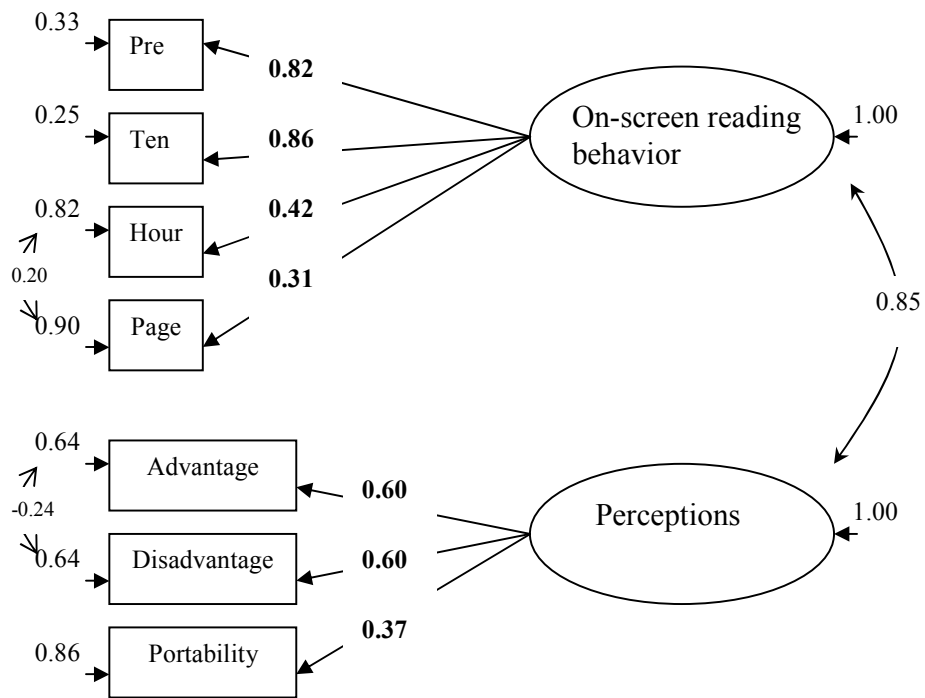 0.33
Pre
0.82
0.25
Ten
0.86
On-screen reading
behavior
1.00
0.82
Hour
0.42
0.20
0.31
0.90
Page
0.85
0.64
Advantage
0.60
-0.24
Perceptions
1.00
0.64
Disadvantage
0.60
0.86
Portability
0.37